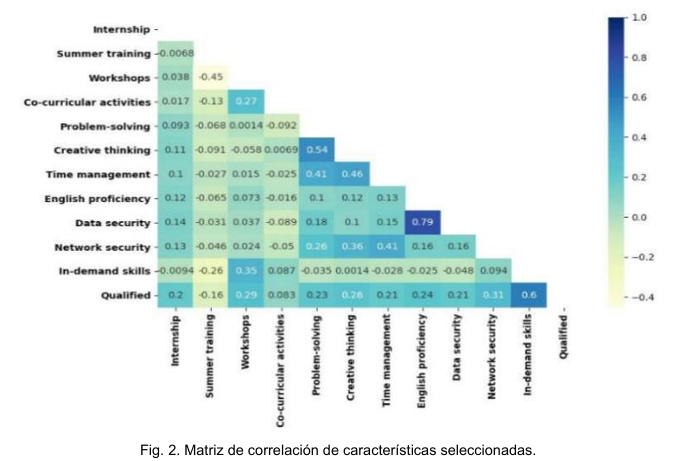 Internship
Summer training -0.0068
Workshops 0.038 -0.45
Co-curricular activities 0.017 -0.13 0.27
Problem-solving 0.093 -0.068 0.0014 -0.092
Creative thinking 0.11 -0.091 -0.058 0.0069 0.54
Time management 0.1 -0.027 0.015 -0.025 0.41 0.46
English proficiency 0.12 -0.065 0.073 -0.016 0.1 0.12 0.13
Data security 0.14 -0.031 0.037 -0.089 0.18 0.1 0.15 0.79
Network security 0.13 -0.046 0.024 -0.05 0.26 0.36 0.41 0.16 0.16
In-demand skills -0.0094 -0.26 0.35 0.087 -0.035 0.0014 -0.028 -0.025 -0.048 0.094
Qualified 0.2 -0.16 0.29 0.083 0.23 0.26 0.21 0.24 0.21 0.31 0.6
Internship
Summer training
Workshops
Co-curricular activities
Problem-solving
Creative thinking
Time management
English proficiency
Data security
Network security
In-demand skills
Qualified
1.0
0.8
0.6
0.4
0.2
0.0
-0.2
-0.4
Fig. 2. Matriz de correlación de características seleccionadas.